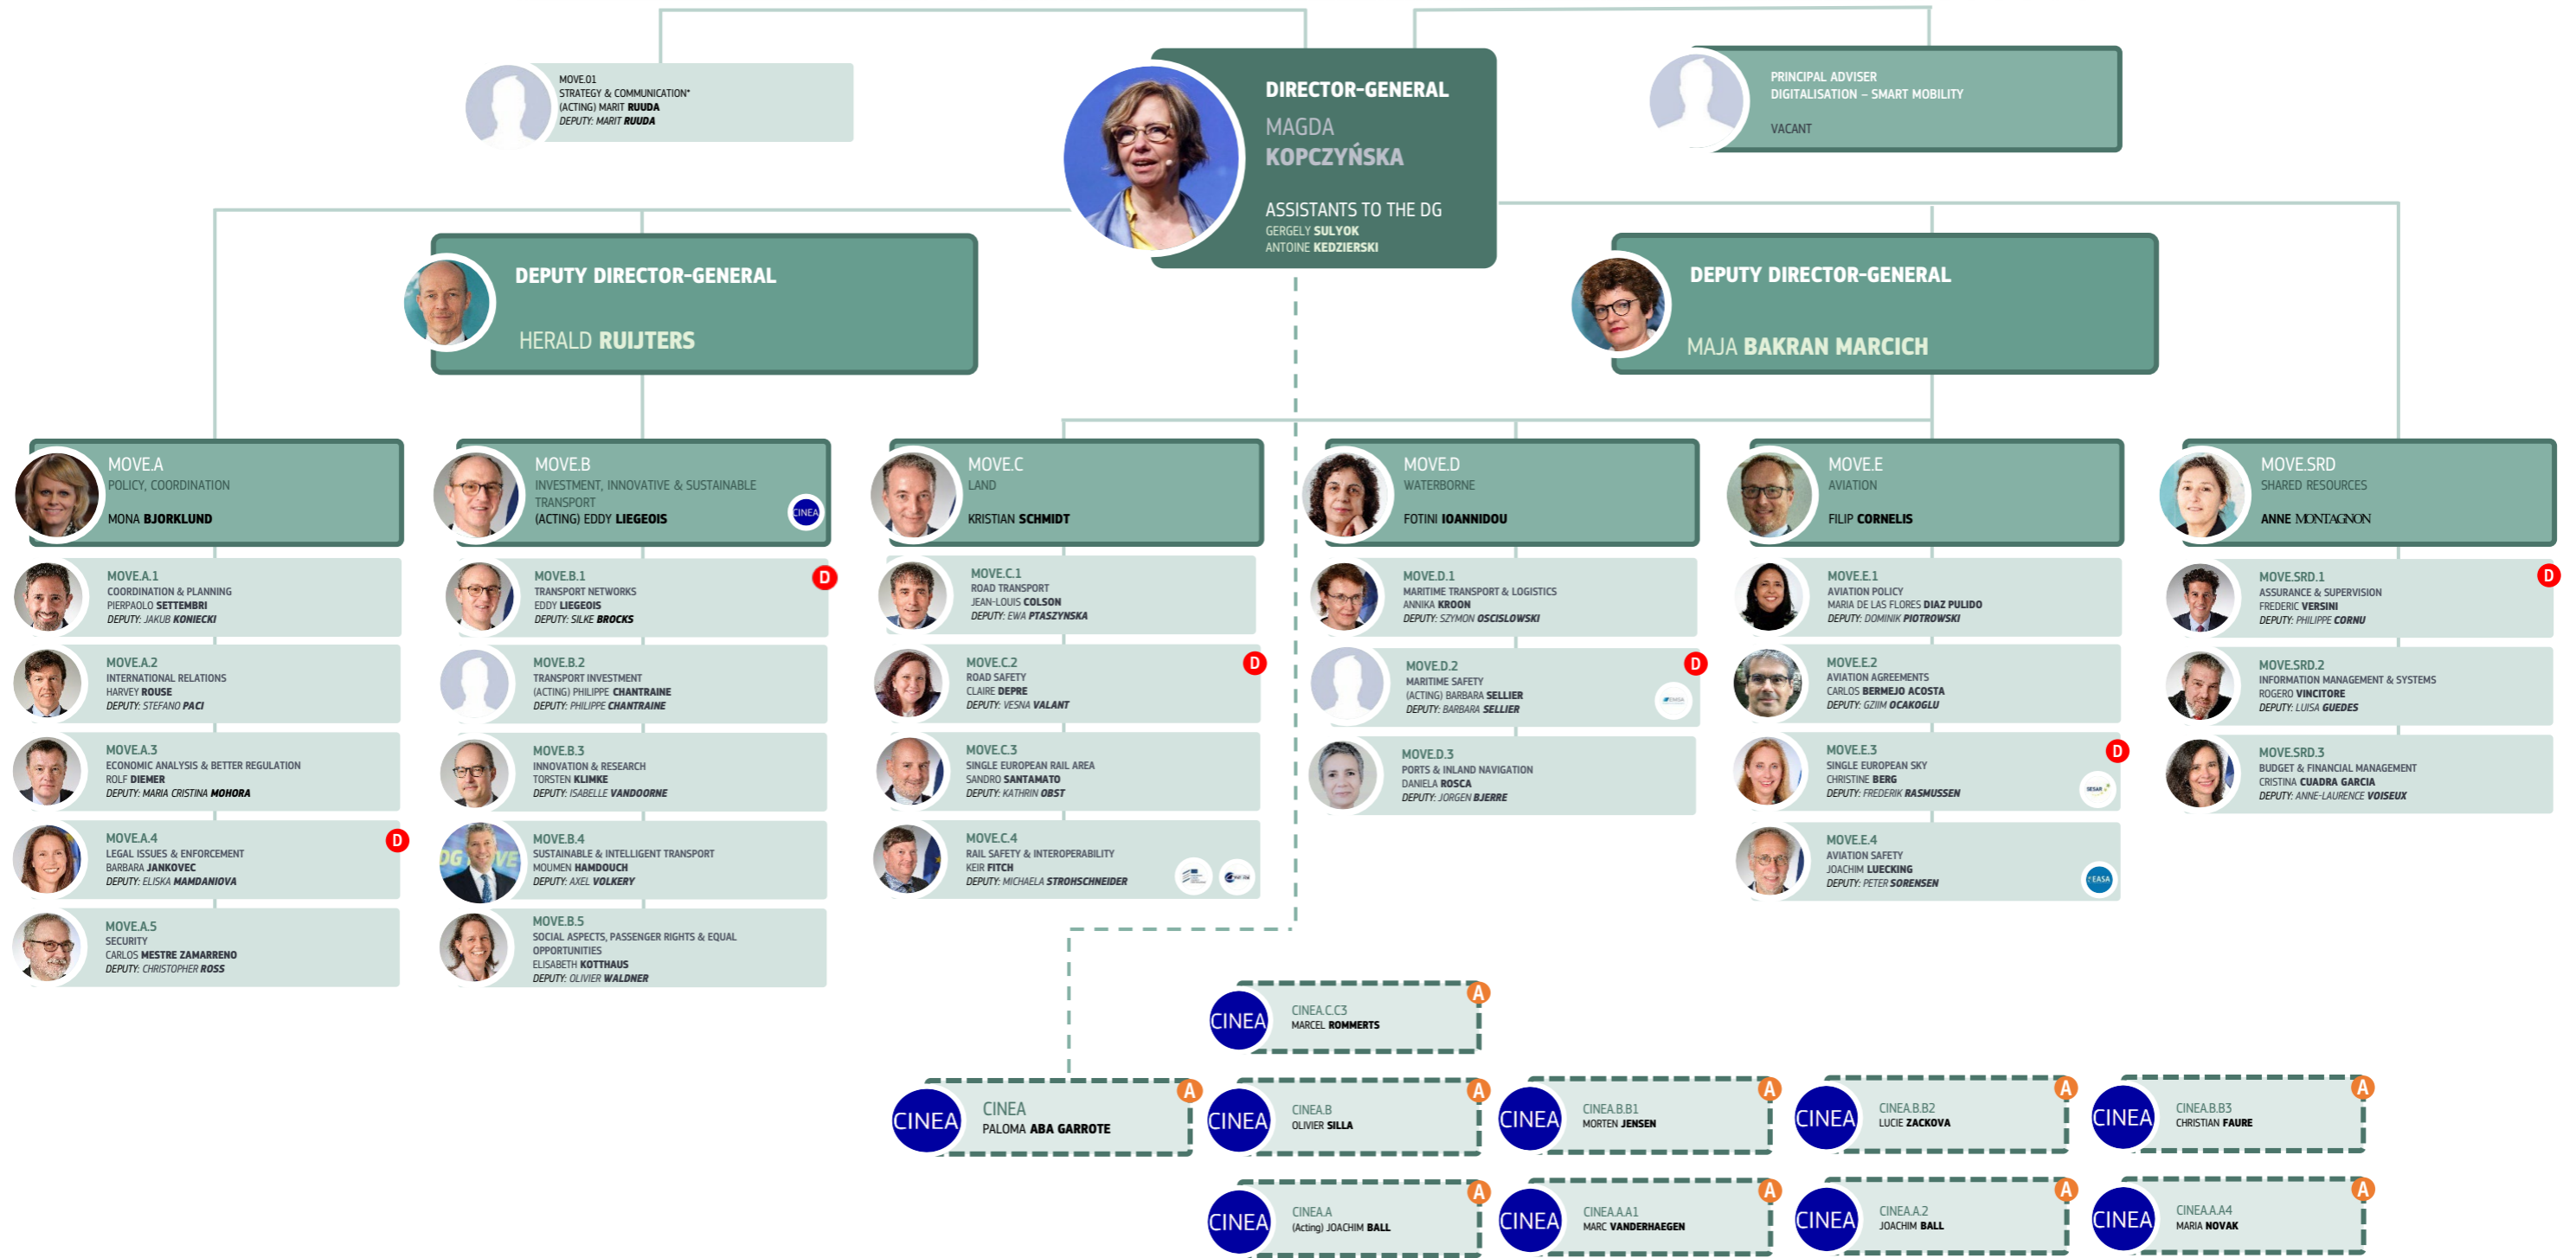 MOVE.01
STRATEGY & COMMUNICATION*
(ACTING) MARIT RUUDA
DEPUTY: MARIT RUUDA
DIRECTOR-GENERAL
MAGDA
KOPCZYŃSKA
ASSISTANTS TO THE DG
GERGELY SULYOK
ANTOINE KEDZIERSKI
PRINCIPAL ADVISER
DIGITALISATION – SMART MOBILITY
VACANT
DEPUTY DIRECTOR-GENERAL
HERALD RUIJTERS
DEPUTY DIRECTOR-GENERAL
MAJA BAKRAN MARCICH
MOVE.A
POLICY, COORDINATION
MONA BJORKLUND
MOVE.A.1
COORDINATION & PLANNING
PIERPAOLO SETTEMBRI
DEPUTY: JAKUB KONIECKI
MOVE.A.2
INTERNATIONAL RELATIONS
HARVEY ROUSE
DEPUTY: STEFANO PACI
MOVE.A.3
ECONOMIC ANALYSIS & BETTER REGULATION
ROLF DIEMER
DEPUTY: MARIA CRISTINA MOHORA
MOVE.A.4
LEGAL ISSUES & ENFORCEMENT
BARBARA JANKOVEC
DEPUTY: ELISKA MAMDANIOVA
D
MOVE.A.5
SECURITY
CARLOS MESTRE ZAMARRENO
DEPUTY: CHRISTOPHER ROSS
MOVE.B
INVESTMENT, INNOVATIVE & SUSTAINABLE
TRANSPORT
(ACTING) EDDY LIEGEOIS
CINEA
MOVE.B.1
TRANSPORT NETWORKS
EDDY LIEGEOIS
DEPUTY: SILKE BROCKS
D
MOVE.B.2
TRANSPORT INVESTMENT
(ACTING) PHILIPPE CHANTRAINE
DEPUTY: PHILIPPE CHANTRAINE
MOVE.B.3
INNOVATION & RESEARCH
TORSTEN KLIMKE
DEPUTY: ISABELLE VANDOORNE
MOVE.B.4
SUSTAINABLE & INTELLIGENT TRANSPORT
MOUMEN HAMDOUCH
DEPUTY: AXEL VOLKERY
MOVE.B.5
SOCIAL ASPECTS, PASSENGER RIGHTS & EQUAL
OPPORTUNITIES
ELISABETH KOTTHAUS
DEPUTY: OLIVIER WALDNER
MOVE.C
LAND
KRISTIAN SCHMIDT
MOVE.C.1
ROAD TRANSPORT
JEAN-LOUIS COLSON
DEPUTY: EWA PTASZYNSKA
MOVE.C.2
ROAD SAFETY
CLAIRE DEPRE
DEPUTY: VESNA VALANT
D
MOVE.C.3
SINGLE EUROPEAN RAIL AREA
SANDRO SANTAMATO
DEPUTY: KATHRIN OBST
MOVE.C.4
RAIL SAFETY & INTEROPERABILITY
KEIR FITCH
DEPUTY: MICHAELA STROHSCHNEIDER
MOVE.D
WATERBORNE
FOTINI IOANNIDOU
MOVE.D.1
MARITIME TRANSPORT & LOGISTICS
ANNIKA KROON
DEPUTY: SZYMON OSCISLOWSKI
MOVE.D.2
MARITIME SAFETY
(ACTING) BARBARA SELLIER
DEPUTY: BARBARA SELLIER
D
MOVE.D.3
PORTS & INLAND NAVIGATION
DANIELA ROSCA
DEPUTY: JORGEN BJERRE
MOVE.E
AVIATION
FILIP CORNELIS
MOVE.E.1
AVIATION POLICY
MARIA DE LAS FLORES DIAZ PULIDO
DEPUTY: DOMINIK PIOTROWSKI
MOVE.E.2
AVIATION AGREEMENTS
CARLOS BERMEJO ACOSTA
DEPUTY: GZIIM OCAKOGLU
MOVE.E.3
SINGLE EUROPEAN SKY
CHRISTINE BERG
DEPUTY: FREDERIK RASMUSSEN
D
SESAR
MOVE.E.4
AVIATION SAFETY
JOACHIM LUECKING
DEPUTY: PETER SORENSEN
EASA
MOVE.SRD
SHARED RESOURCES
ANNE MONTAGNON
MOVE.SRD.1
ASSURANCE & SUPERVISION
FREDERIC VERSINI
DEPUTY: PHILIPPE CORNU
D
MOVE.SRD.2
INFORMATION MANAGEMENT & SYSTEMS
ROGERO VINCITORE
DEPUTY: LUISA GUEDES
MOVE.SRD.3
BUDGET & FINANCIAL MANAGEMENT
CRISTINA CUADRA GARCIA
DEPUTY: ANNE-LAURENCE VOISEUX
CINEA
CINEA.C.C3
MARCEL ROMMERTS
A
CINEA
CINEA
PALOMA ABA GARROTE
A
CINEA
CINEA.B
OLIVIER SILLA
A
CINEA
CINEA.B.B1
MORTEN JENSEN
A
CINEA
CINEA.B.B2
LUCIE ZACKOVA
A
CINEA
CINEA.B.B3
CHRISTIAN FAURE
A
CINEA
CINEA.A
(Acting) JOACHIM BALL
A
CINEA
CINEA.A.A1
MARC VANDERHAEGEN
A
CINEA
CINEA.A.2
JOACHIM BALL
A
CINEA
CINEA.A.A4
MARIA NOVAK
A